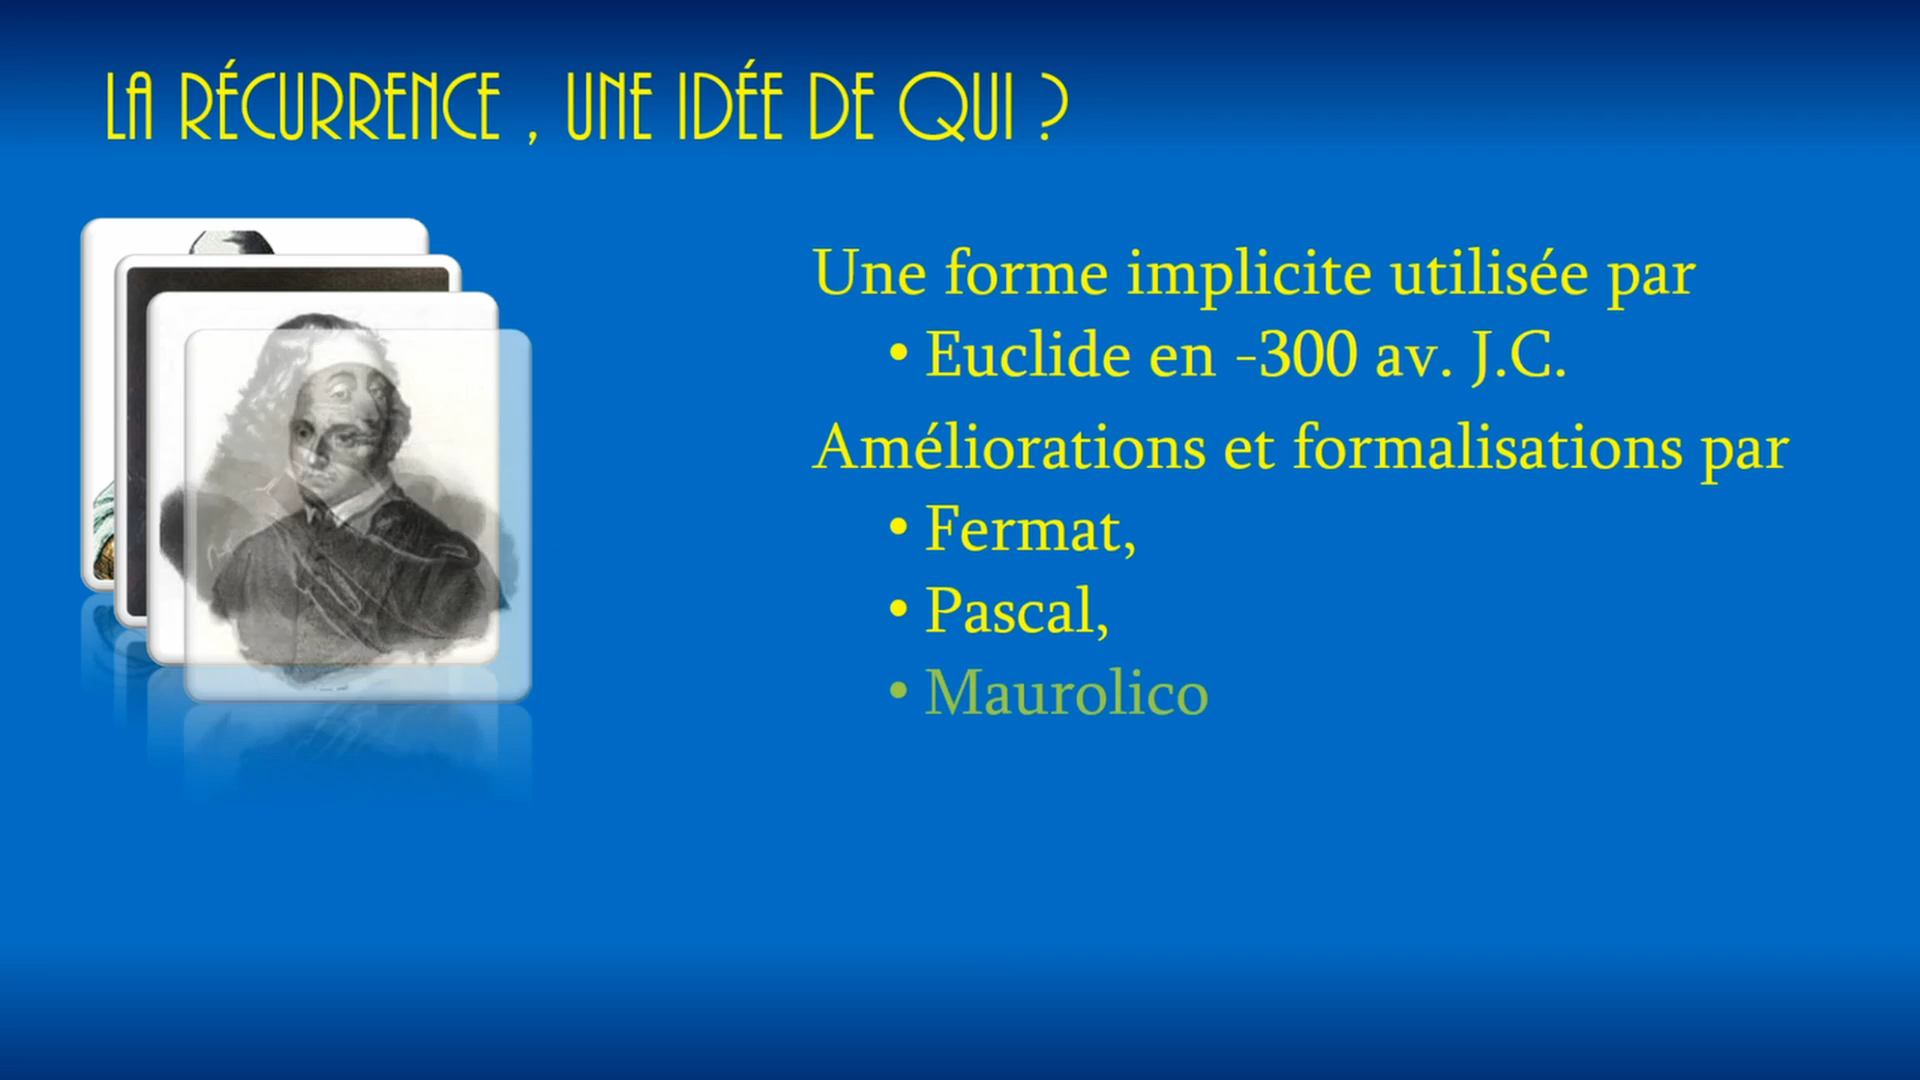 LA RÉCURRENCE , UNE IDÉE DE QUI ?
Une forme implicite utilisée par
• Euclide en -300 av. J.C.
Améliorations et formalisations par
• Fermat,
• Pascal,
• Maurolico